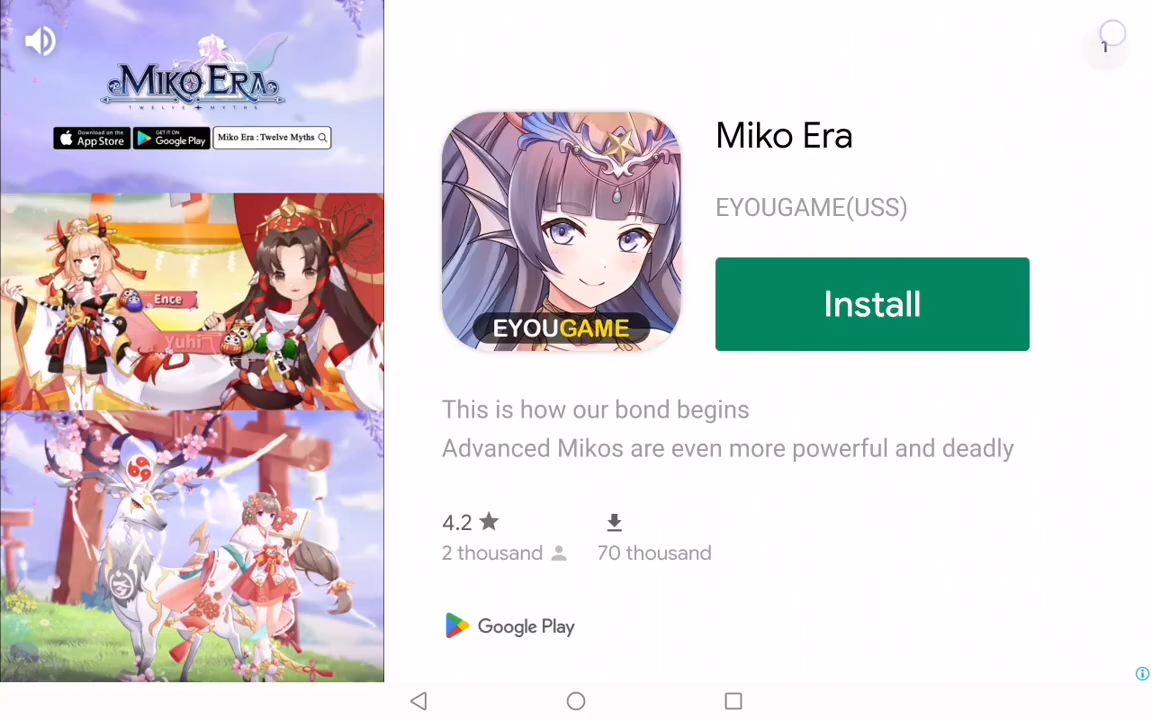 MIKO ERA
TWELVE MYTHS
Download on the
App Store
GET IT ON
Google Play
Miko Era : Twelve Myths
Ence
Yuhi
1
EYOUGAME
Miko Era
EYOUGAME(USS)
Install
This is how our bond begins
Advanced Mikos are even more powerful and deadly
4.2
2 thousand
70 thousand
Google Play